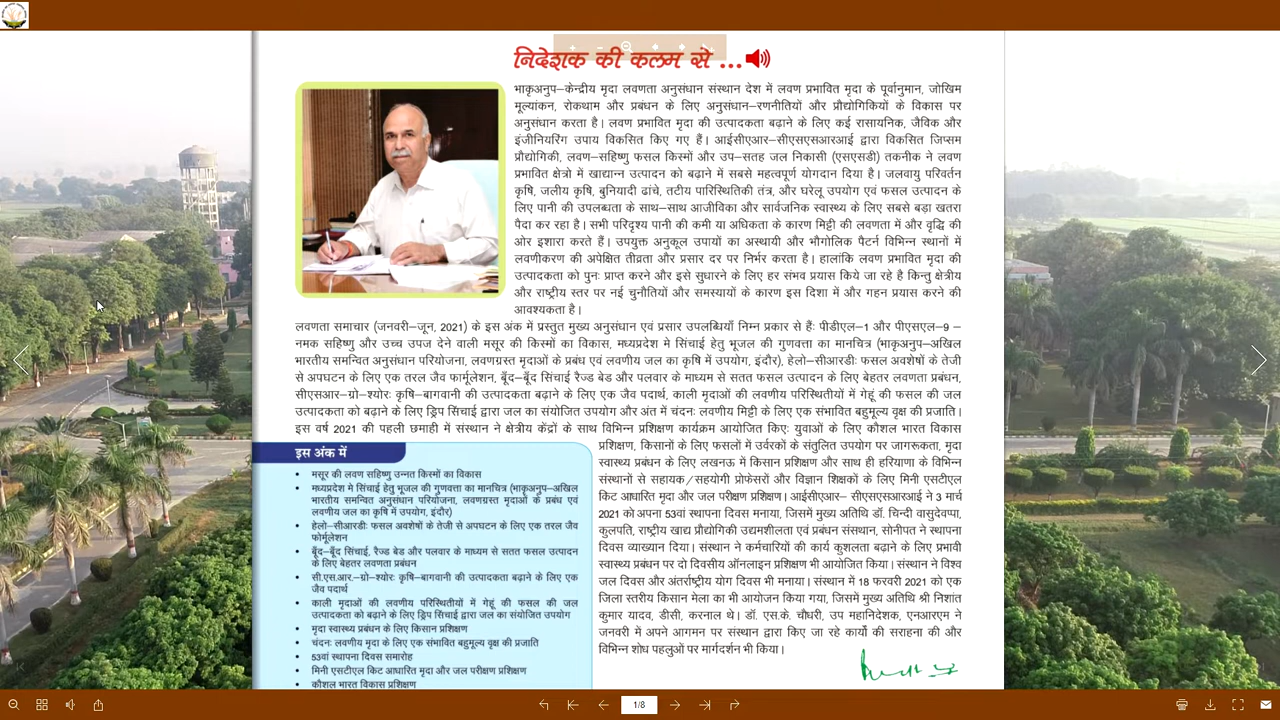 निदेशक की कलम से ...
भाकृअनुप–केन्द्रीय मृदा लवणता अनुसंधान संस्थान देश में लवण प्रभावित मृदा के पूर्वानुमान, जोखिम
मूल्यांकन, रोकथाम और प्रबंधन के लिए अनुसंधान–रणनीतियों और प्रौद्योगिकियों के विकास पर
अनुसंधान करता है। लवण प्रभावित मृदा की उत्पादकता बढ़ाने के लिए कई रासायनिक, जैविक और
इंजीनियरिंग उपाय विकसित किए गए हैं। आईसीएआर–सीएसएसआरआई द्वारा विकसित जिप्सम
प्रौद्योगिकी, लवण–सहिष्णु फसल किस्मों और उप–सतह जल निकासी (एसएसडी) तकनीक ने लवण
प्रभावित क्षेत्रो में खाद्यान्न उत्पादन को बढ़ाने में सबसे महत्वपूर्ण योगदान दिया है। जलवायु परिवर्तन
कृषि, जलीय कृषि, बुनियादी ढांचे, तटीय पारिस्थितिकी तंत्र, और घरेलू उपयोग एवं फसल उत्पादन के
लिए पानी की उपलब्धता के साथ–साथ आजीविका और सार्वजनिक स्वास्थ्य के लिए सबसे बड़ा खतरा
पैदा कर रहा है। सभी परिदृश्य पानी की कमी या अधिकता के कारण मिट्टी की लवणता में और वृद्धि की
ओर इशारा करते हैं। उपयुक्त अनुकूल उपायों का अस्थायी और भौगोलिक पैटर्न विभिन्न स्थानों में
लवणीकरण की अपेक्षित तीव्रता और प्रसार दर पर निर्भर करता है। हालांकि लवण प्रभावित मृदा की
उत्पादकता को पुनः प्राप्त करने और इसे सुधारने के लिए हर संभव प्रयास किये जा रहे है किन्तु क्षेत्रीय
और राष्ट्रीय स्तर पर नई चुनौतियों और समस्यायों के कारण इस दिशा में और गहन प्रयास करने की
आवश्यकता है।
लवणता समाचार (जनवरी–जून, 2021) के इस अंक में प्रस्तुत मुख्य अनुसंधान एवं प्रसार उपलब्धियाँ निम्न प्रकार से हैं: पीडीएल–1 और पीएसएल–9 –
नमक सहिष्णु और उच्च उपज देने वाली मसूर की किस्मों का विकास, मध्यप्रदेश मे सिंचाई हेतु भूजल की गुणवत्ता का मानचित्र (भाकृअनुप–अखिल
भारतीय समन्वित अनुसंधान परियोजना, लवणग्रस्त मृदाओं के प्रबंध एवं लवणीय जल का कृषि में उपयोग, इंदौर), हेलो–सीआरडी: फसल अवशेषों के तेजी
से अपघटन के लिए एक तरल जैव फार्मूलेशन, बूँद–बूँद सिंचाई रैज्ड बेड और पलवार के माध्यम से सतत फसल उत्पादन के लिए बेहतर लवणता प्रबंधन,
सीएसआर–ग्रो–श्योर: कृषि–बागवानी की उत्पादकता बढ़ाने के लिए एक जैव पदार्थ, काली मृदाओं की लवणीय परिस्थितीयों में गेहूं की फसल की जल
उत्पादकता को बढ़ाने के लिए ड्रिप सिंचाई द्वारा जल का संयोजित उपयोग और अंत में चंदन: लवणीय मिट्टी के लिए एक संभावित बहुमूल्य वृक्ष की प्रजाति।
इस वर्ष 2021 की पहली छमाही में संस्थान ने क्षेत्रीय केंद्रों के साथ विभिन्न प्रशिक्षण कार्यक्रम आयोजित किए: युवाओं के लिए कौशल भारत विकास
प्रशिक्षण, किसानों के लिए फसलों में उर्वरकों के संतुलित उपयोग पर जागरूकता, मृदा
स्वास्थ्य प्रबंधन के लिए लखनऊ में किसान प्रशिक्षण और साथ ही हरियाणा के विभिन्न
संस्थानों से सहायक/सहयोगी प्रोफेसरों और विज्ञान शिक्षकों के लिए मिनी एसटीएल
किट आधारित मृदा और जल परीक्षण प्रशिक्षण। आईसीएआर– सीएसएसआरआई ने 3 मार्च
2021 को अपना 53वां स्थापना दिवस मनाया, जिसमें मुख्य अतिथि डॉ. चिन्दी वासुदेवप्पा,
कुलपति, राष्ट्रीय खाद्य प्रौद्योगिकी उद्यमशीलता एवं प्रबंधन संसथान, सोनीपत ने स्थापना
दिवस व्याख्यान दिया। संस्थान ने कर्मचारियों की कार्य कुशलता बढ़ाने के लिए प्रभावी
स्वास्थ्य प्रबंधन पर दो दिवसीय ऑनलाइन प्रशिक्षण भी आयोजित किया। संस्थान ने विश्व
जल दिवस और अंतर्राष्ट्रीय योग दिवस भी मनाया। संस्थान में 18 फरवरी 2021 को एक
जिला स्तरीय किसान मेला का भी आयोजन किया गया, जिसमें मुख्य अतिथि श्री निशांत
कुमार यादव, डीसी, करनाल थे। डॉ. एस.के. चौधरी, उप महानिदेशक, एनआरएम ने
जनवरी में अपने आगमन पर संस्थान द्वारा किए जा रहे कार्यो की सराहना की और
विभिन्न शोध पहलुओं पर मार्गदर्शन भी किया।
इस अंक में
• मसूर की लवण सहिष्णु उन्नत किस्मों का विकास
• मध्यप्रदेश मे सिंचाई हेतु भूजल की गुणवत्ता का मानचित्र (भाकृअनुप–अखिल
भारतीय समन्वित अनुसंधान परियोजना, लवणग्रस्त मृदाओं के प्रबंध एवं
लवणीय जल का कृषि में उपयोग, इंदौर)
• हेलो–सीआरडी: फसल अवशेषों के तेजी से अपघटन के लिए एक तरल जैव
फोर्मूलेशन
• बूँद–बूँद सिंचाई, रैज्ड बेड और पलवार के माध्यम से सतत फसल उत्पादन
के लिए बेहतर लवणता प्रबंधन
• सी.एस.आर.–ग्रो–श्योर: कृषि–बागवानी की उत्पादकता बढ़ाने के लिए एक
जैव पदार्थ
• काली मृदाओं की लवणीय परिस्थितियों में गेहूं की फसल की जल
उत्पादकता को बढ़ाने के लिए ड्रिप सिंचाई द्वारा जल का संयोजित उपयोग
• मृदा स्वास्थ्य प्रबंधन के लिए किसान प्रशिक्षण
• चंदन: लवणीय मृदा के लिए एक संभावित बहुमूल्य वृक्ष की प्रजाति
• 53वां स्थापना दिवस समारोह
• मिनी एसटीएल किट आधारित मृदा और जल परीक्षण प्रशिक्षण
• कौशल भारत विकास प्रशिक्षण
1/8